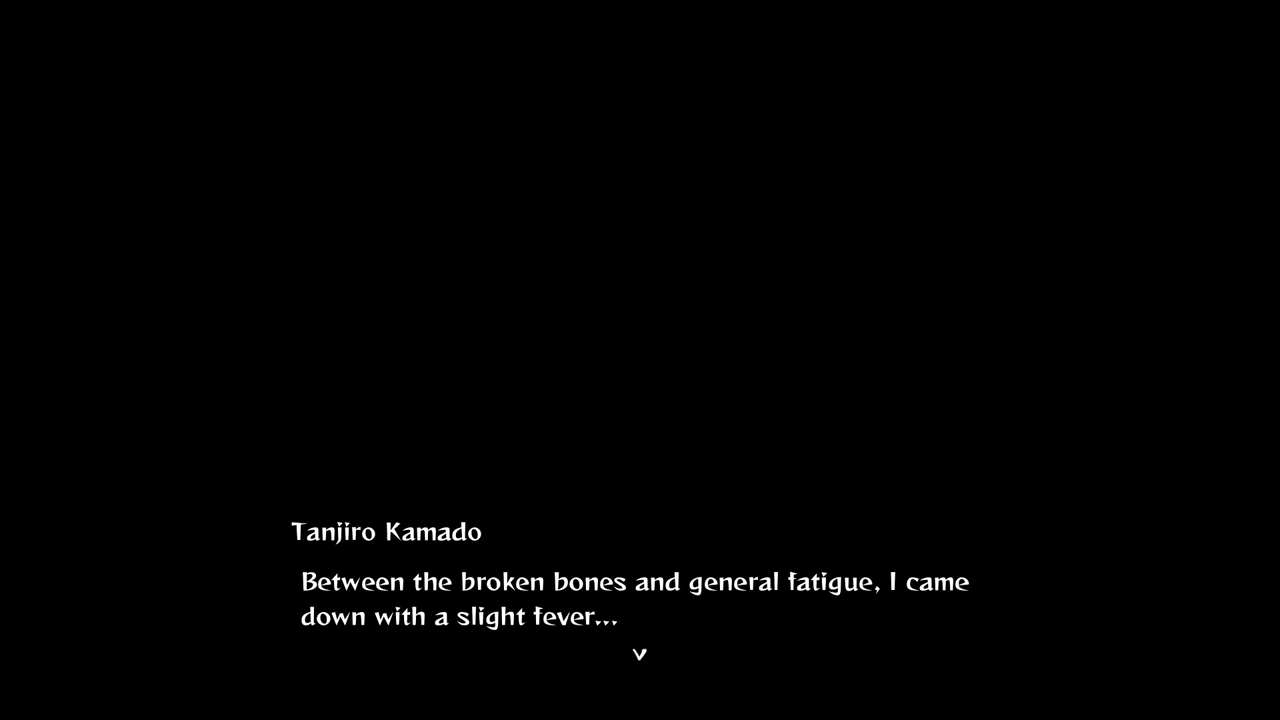 Tanjiro Kamado
Between the broken bones and general fatigue, I came
down with a slight fever...